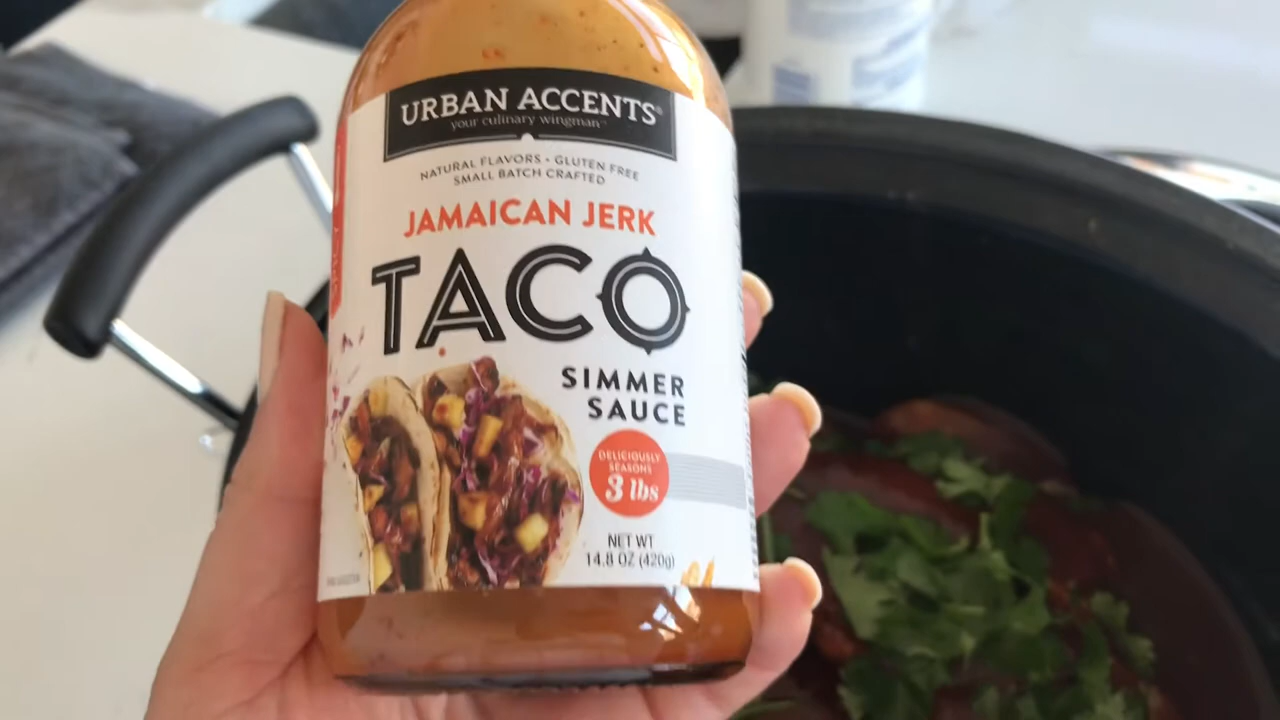 URBAN ACCENTS®
your culinary wingman™
NATURAL FLAVORS • GLUTEN FREE
SMALL BATCH CRAFTED
JAMAICAN JERK
TACO
SIMMER
SAUCE
DELICIOUSLY
SEASONS
3 lbs
NET WT
14.8 OZ (420g)